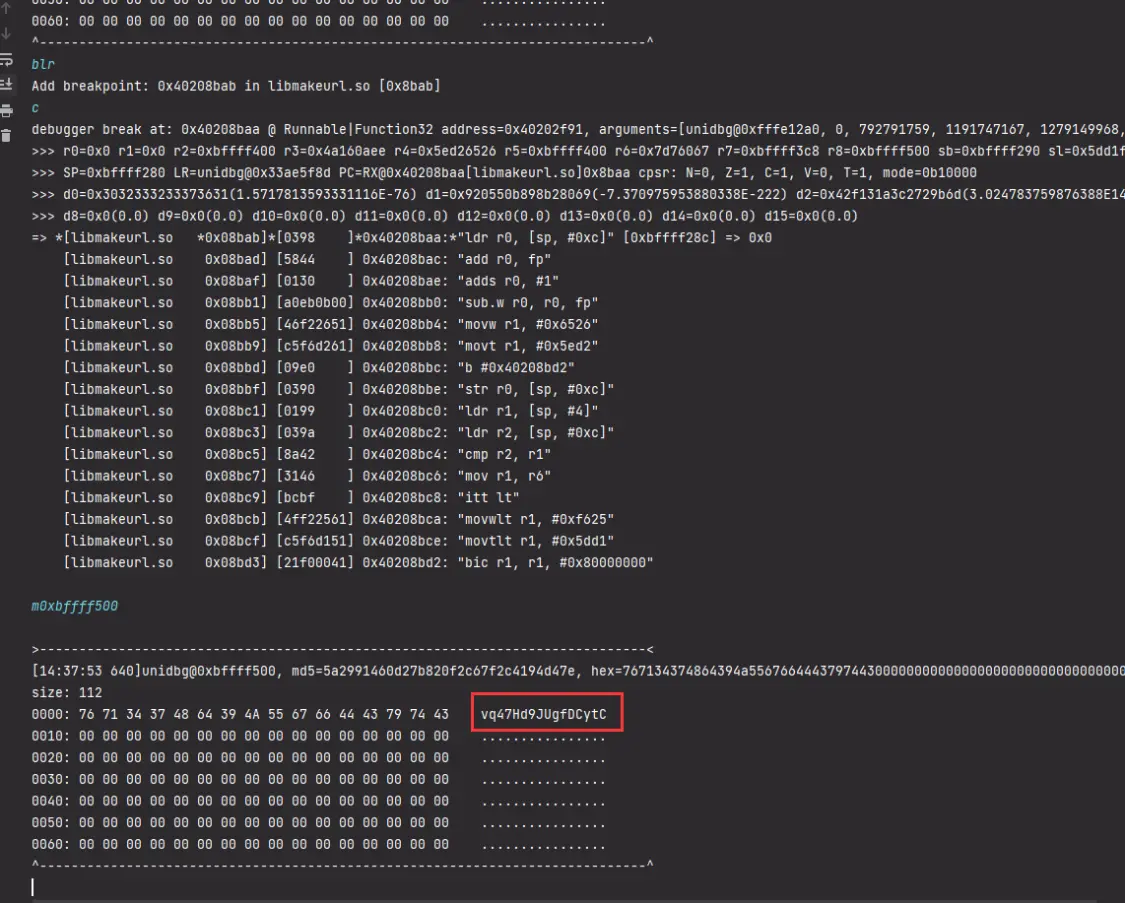 0060: 00 00 00 00 00 00 00 00 00 00 00 00 00 00 00 00    ................
^-----------------------------------------------------------------------------^
blr
Add breakpoint: 0x40208bab in libmakeurl.so [0x8bab]
c
debugger break at: 0x40208baa @ Runnable|Function32 address=0x40202f91, arguments=[unidbg@0xfffe12a0, 0, 792791759, 1191747167, 1279149968,
>>> r0=0x0 r1=0x0 r2=0xbffff400 r3=0x4a160aee r4=0x5ed26526 r5=0xbffff400 r6=0x7d76067 r7=0xbffff3c8 r8=0xbffff500 sb=0xbffff290 sl=0x5dd1f
>>> SP=0xbffff280 LR=unidbg@0x33ae5f8d PC=RX@0x40208baa[libmakeurl.so]0x8baa cpsr: N=0, Z=1, C=1, V=0, T=1, mode=0b10000
>>> d0=0x3032333233373631(1.5717813593331116E-76) d1=0x920550b898b28069(-7.370975953880338E-222) d2=0x42f131a3c2729b6d(3.024783759876388E14
>>> d8=0x0(0.0) d9=0x0(0.0) d10=0x0(0.0) d11=0x0(0.0) d12=0x0(0.0) d13=0x0(0.0) d14=0x0(0.0) d15=0x0(0.0)
=> *[libmakeurl.so   *0x08bab]*[0398    ]*0x40208baa:*"ldr r0, [sp, #0xc]" [0xbffff28c] => 0x0
    [libmakeurl.so    0x08bad] [5844    ] 0x40208bac: "add r0, fp"
    [libmakeurl.so    0x08baf] [0130    ] 0x40208bae: "adds r0, #1"
    [libmakeurl.so    0x08bb1] [a0eb0b00] 0x40208bb0: "sub.w r0, r0, fp"
    [libmakeurl.so    0x08bb5] [46f22651] 0x40208bb4: "movw r1, #0x6526"
    [libmakeurl.so    0x08bb9] [c5f6d261] 0x40208bb8: "movt r1, #0x5ed2"
    [libmakeurl.so    0x08bbd] [09e0    ] 0x40208bbc: "b #0x40208bd2"
    [libmakeurl.so    0x08bbf] [0390    ] 0x40208bbe: "str r0, [sp, #0xc]"
    [libmakeurl.so    0x08bc1] [0199    ] 0x40208bc0: "ldr r1, [sp, #4]"
    [libmakeurl.so    0x08bc3] [039a    ] 0x40208bc2: "ldr r2, [sp, #0xc]"
    [libmakeurl.so    0x08bc5] [8a42    ] 0x40208bc4: "cmp r2, r1"
    [libmakeurl.so    0x08bc7] [3146    ] 0x40208bc6: "mov r1, r6"
    [libmakeurl.so    0x08bc9] [bcbf    ] 0x40208bc8: "itt lt"
    [libmakeurl.so    0x08bcb] [4ff22561] 0x40208bca: "movwlt r1, #0xf625"
    [libmakeurl.so    0x08bcf] [c5f6d151] 0x40208bce: "movtlt r1, #0x5dd1"
    [libmakeurl.so    0x08bd3] [21f00041] 0x40208bd2: "bic r1, r1, #0x80000000"
m0xbffff500
>-----------------------------------------------------------------------------<
[14:37:53 640]unidbg@0xbffff500, md5=5a2991460d27b820f2c67f2c4194d47e, hex=767134374864394a5567664443797443000000000000000000000000000000
size: 112
0000: 76 71 34 37 48 64 39 4A 55 67 66 44 43 79 74 43    vq47Hd9JUgfDCytC
0010: 00 00 00 00 00 00 00 00 00 00 00 00 00 00 00 00    ................
0020: 00 00 00 00 00 00 00 00 00 00 00 00 00 00 00 00    ................
0030: 00 00 00 00 00 00 00 00 00 00 00 00 00 00 00 00    ................
0040: 00 00 00 00 00 00 00 00 00 00 00 00 00 00 00 00    ................
0050: 00 00 00 00 00 00 00 00 00 00 00 00 00 00 00 00    ................
0060: 00 00 00 00 00 00 00 00 00 00 00 00 00 00 00 00    ................
^-----------------------------------------------------------------------------^